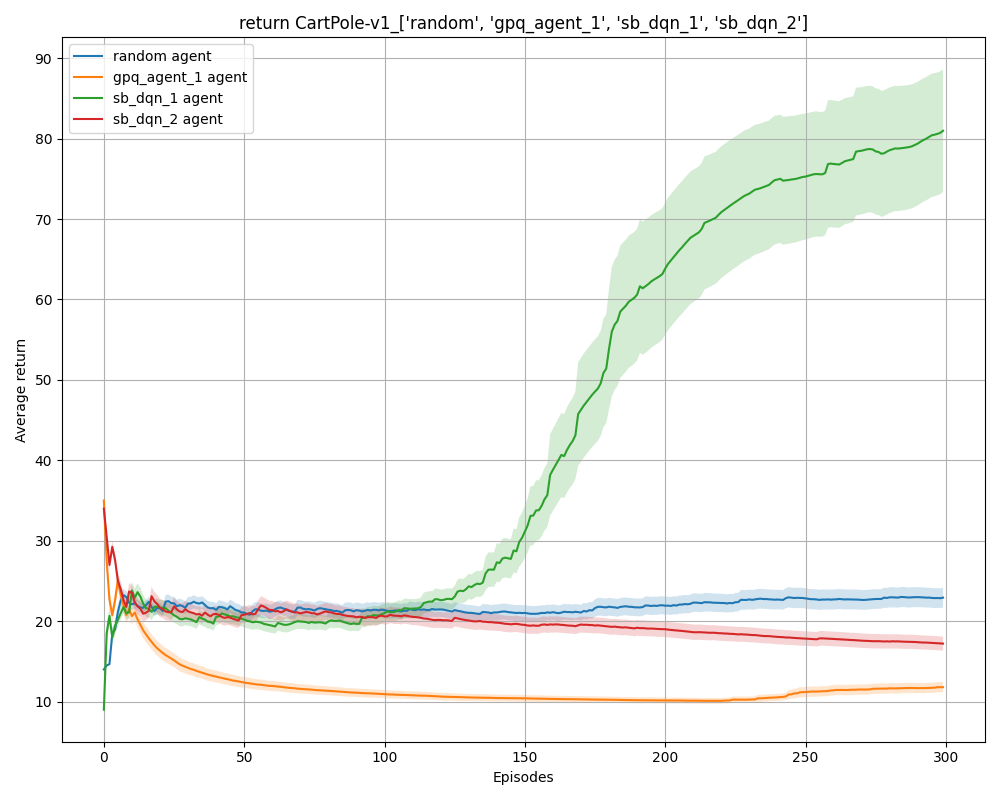 return CartPole-v1_['random', 'gpq_agent_1', 'sb_dqn_1', 'sb_dqn_2']
random agent
gpq_agent_1 agent
sb_dqn_1 agent
sb_dqn_2 agent
Average return
90
80
70
60
50
40
30
20
10
0
50
100
150
200
250
300
Episodes